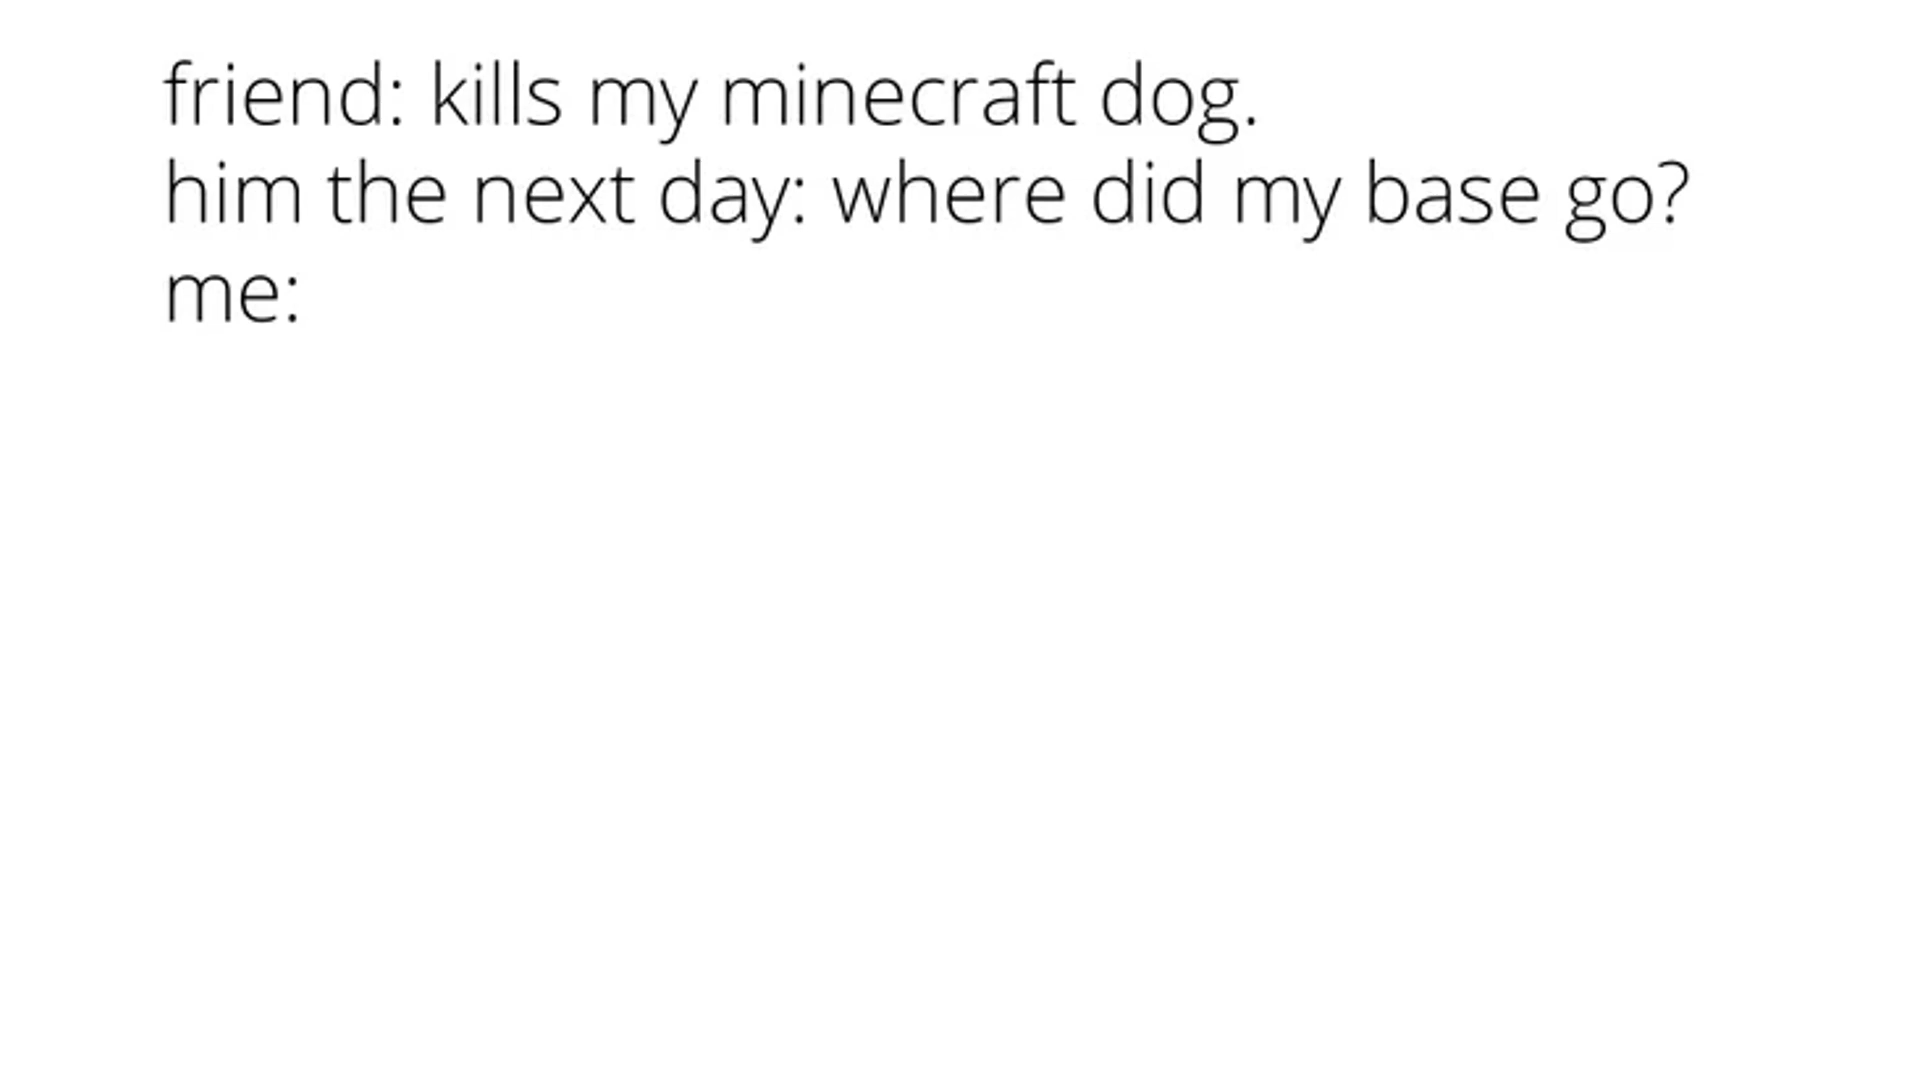 friend: kills my minecraft dog.
him the next day: where did my base go?
me: